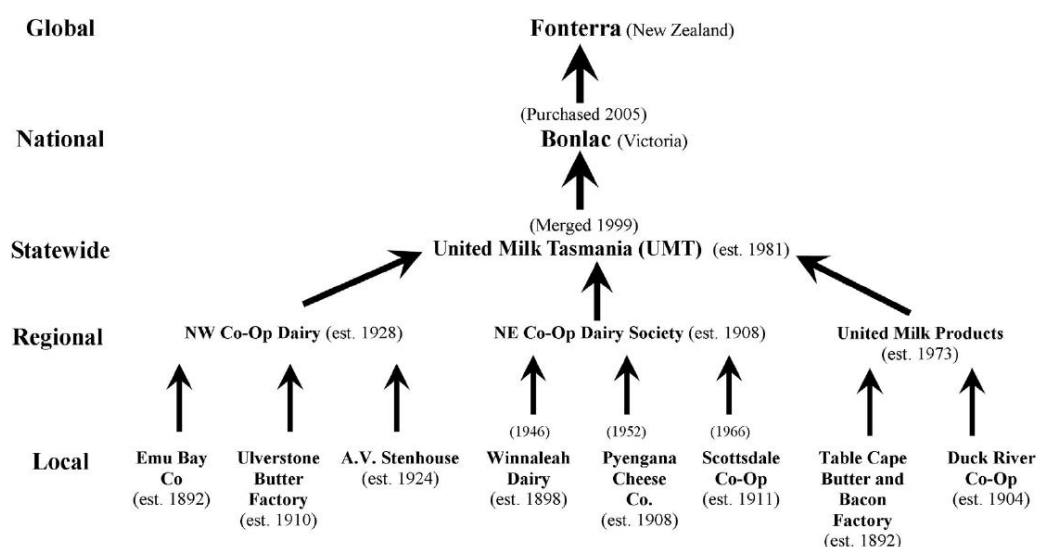 Global
Fonterra (New Zealand)
(Purchased 2005)
National
Bonlac (Victoria)
(Merged 1999)
Statewide
United Milk Tasmania (UMT) (est. 1981)
Regional
NW Co-Op Dairy (est. 1928)
NE Co-Op Dairy Society (est. 1908)
United Milk Products
(est. 1973)
Local
Emu Bay
Co
(est. 1892)
Ulverstone
Butter
Factory
(est. 1910)
A.V. Stenhouse
(est. 1924)
(1946)
Winnaleah
Dairy
(est. 1898)
(1952)
Pyengana
Cheese
Co.
(est. 1908)
(1966)
Scottsdale
Co-Op
(est. 1911)
Table Cape
Butter and
Bacon
Factory
(est. 1892)
Duck River
Co-Op
(est. 1904)